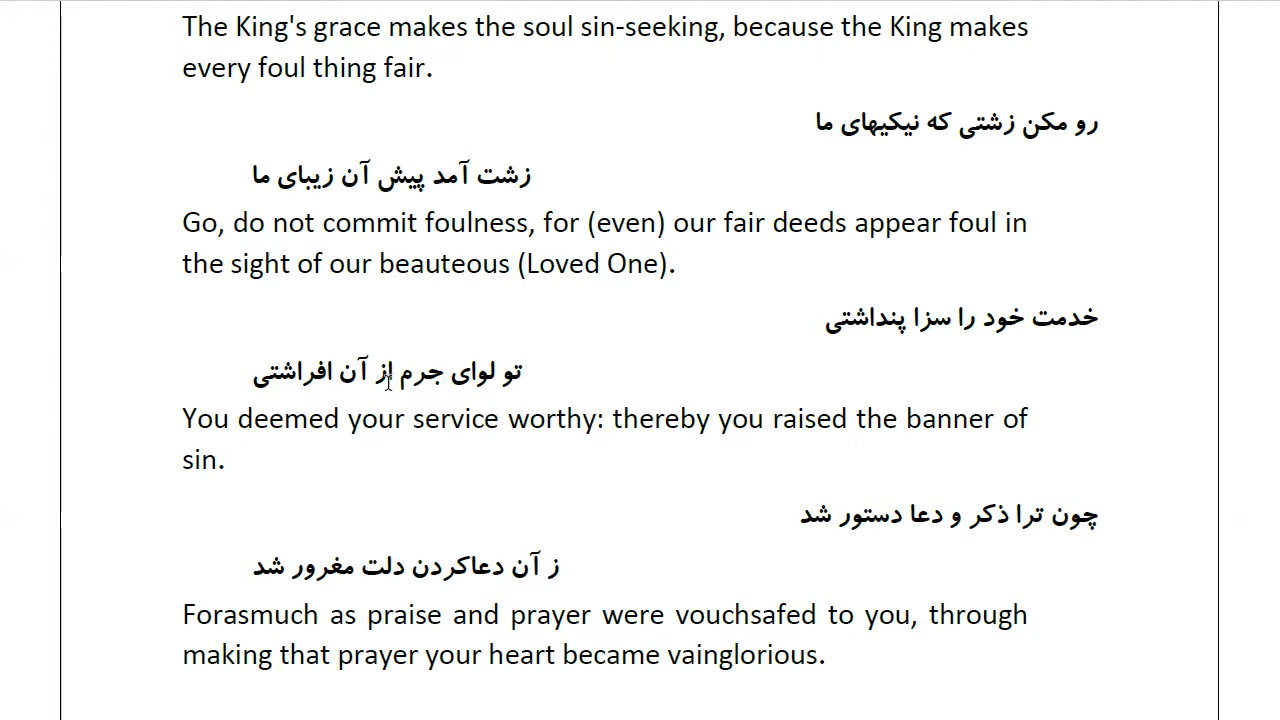 The King's grace makes the soul sin-seeking, because the King makes
every foul thing fair.
رو مکن زشتی که نیکیهای ما
زشت آمد پیش آن زیبای ما
Go, do not commit foulness, for (even) our fair deeds appear foul in
the sight of our beauteous (Loved One).
خدمت خود را سزا پنداشتی
تو لوای جرم از آن افراشتی
You deemed your service worthy: thereby you raised the banner of
sin.
چون ترا ذکر و دعا دستور شد
ز آن دعاکردن دلت مغرور شد
Forasmuch as praise and prayer were vouchsafed to you, through
making that prayer your heart became vainglorious.